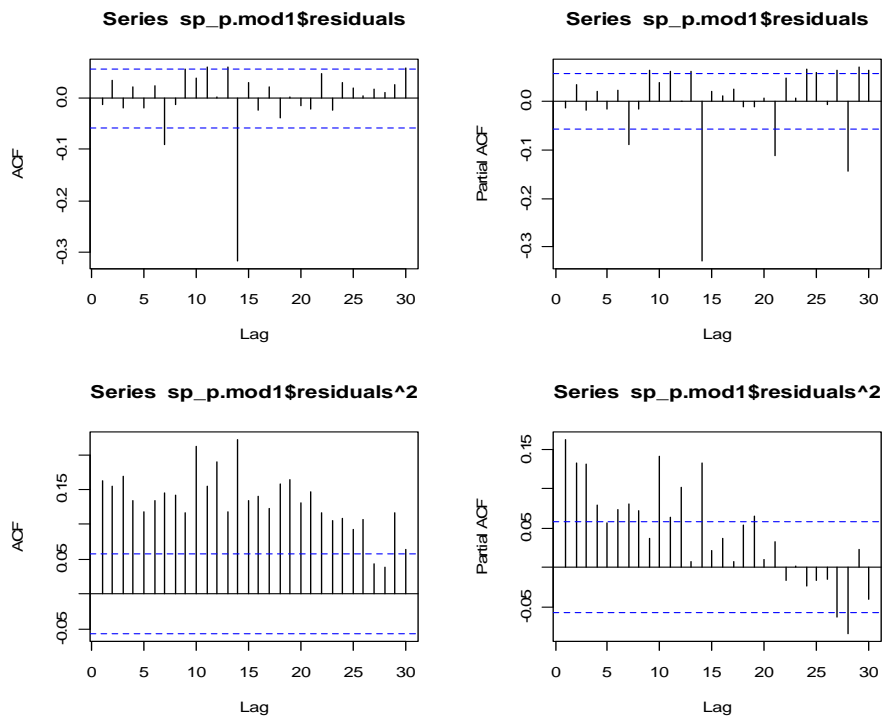 Series sp_p.mod1$residuals
ACF
0.0
-0.1
-0.2
-0.3
0 5 10 15 20 25 30
Lag
Series sp_p.mod1$residuals
Partial ACF
0.0
-0.1
-0.2
-0.3
0 5 10 15 20 25 30
Lag
Series sp_p.mod1$residuals^2
ACF
0.15
0.05
-0.05
0 5 10 15 20 25 30
Lag
Series sp_p.mod1$residuals^2
Partial ACF
0.15
0.05
-0.05
0 5 10 15 20 25 30
Lag